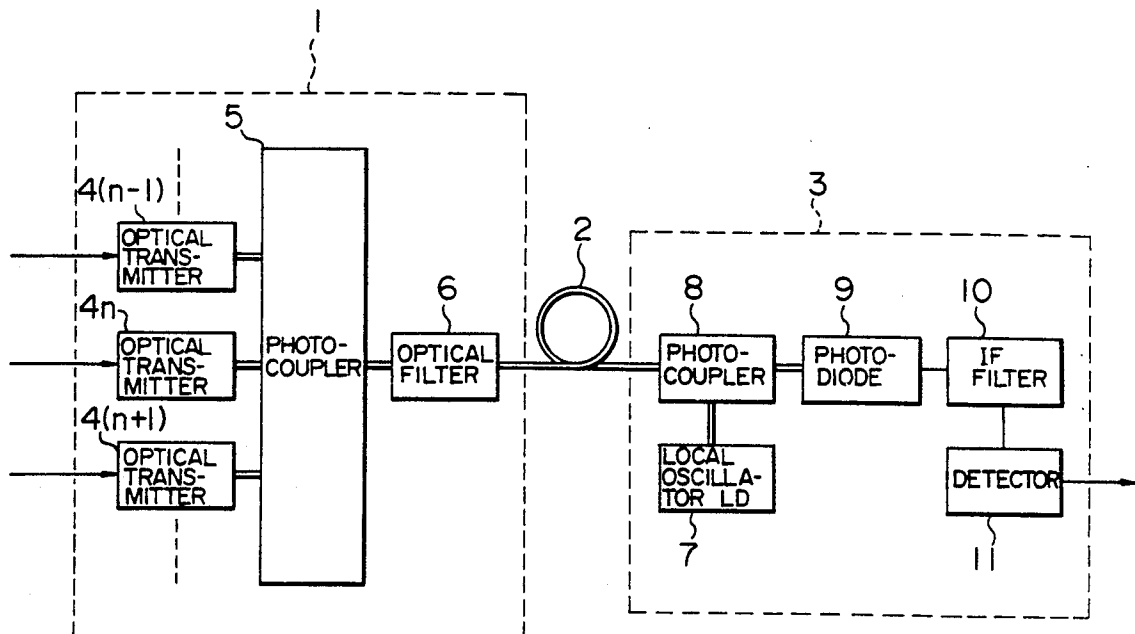 1
5
4(n-1)
OPTICAL
TRANS-
MITTER
4n
OPTICAL
TRANS-
MITTER
4(n+1)
OPTICAL
TRANS-
MITTER
PHOTO-
COUPLER
6
OPTICAL
FILTER
2
3
8
PHOTO-
COUPLER
9
PHOTO-
DIODE
10
IF
FILTER
LOCAL
OSCILLA-
TOR LD
7
DETECTOR
11